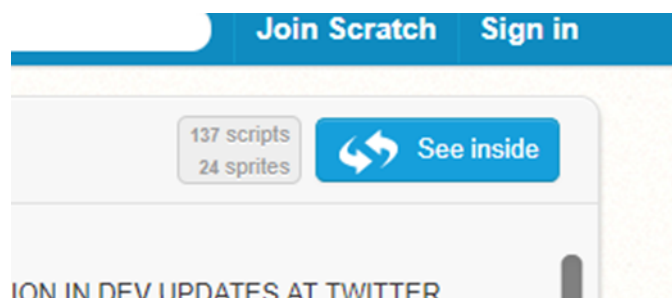 Join Scratch Sign in
137 scripts
24 sprites
See inside
ION IN DEV UPDATES AT TWITTER